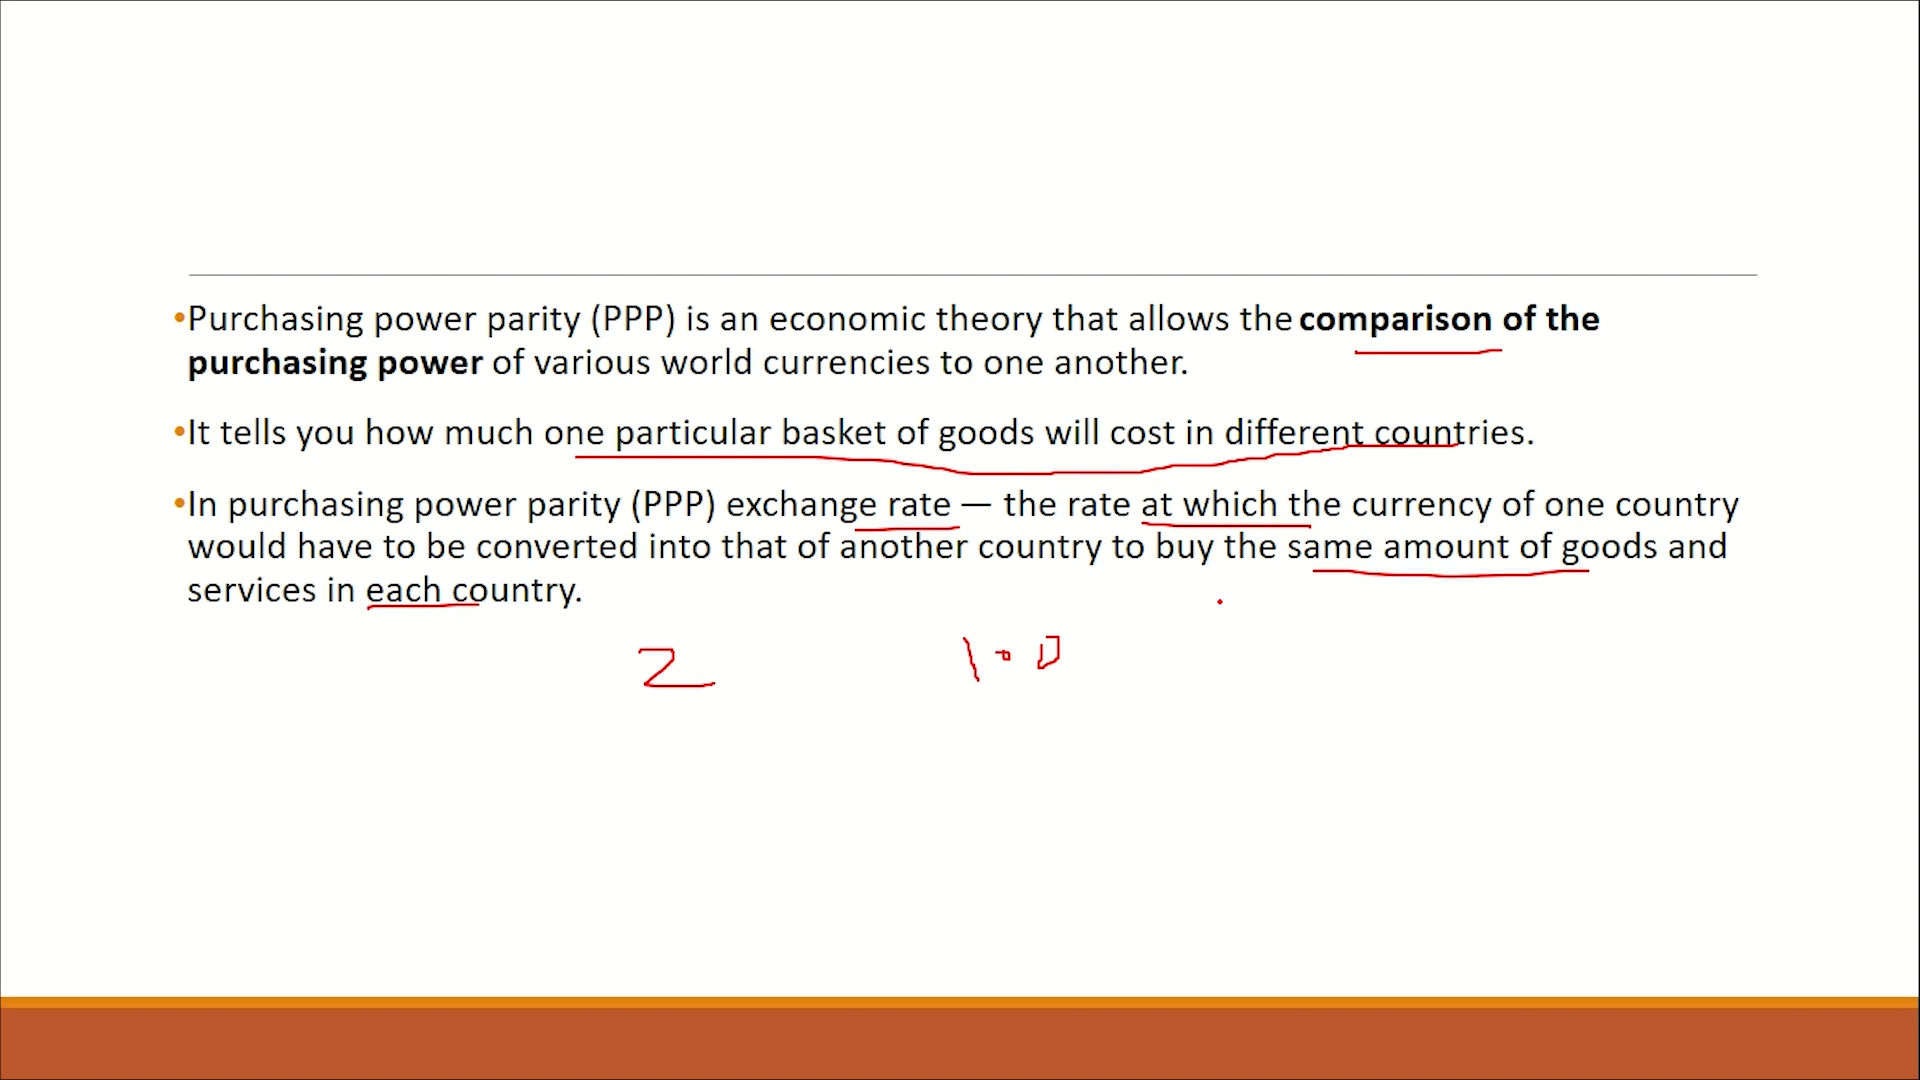 •Purchasing power parity (PPP) is an economic theory that allows the comparison of the
purchasing power of various world currencies to one another.
•It tells you how much one particular basket of goods will cost in different countries.
•In purchasing power parity (PPP) exchange rate — the rate at which the currency of one country
would have to be converted into that of another country to buy the same amount of goods and
services in each country.
2 100